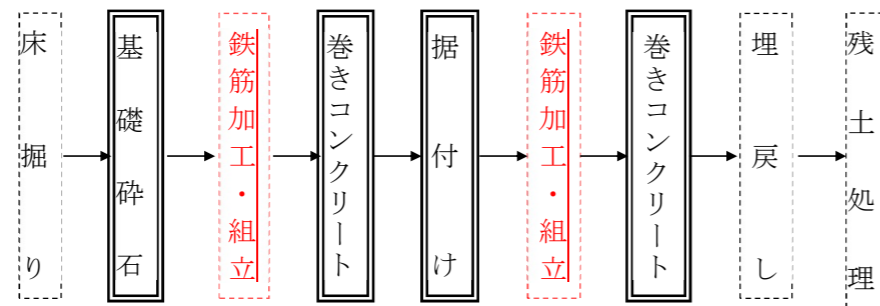 床掘り
基礎砕石
鉄筋加工・組立
巻きコンクリート
据付け
鉄筋加工・組立
巻きコンクリート
埋戻し
残土処理